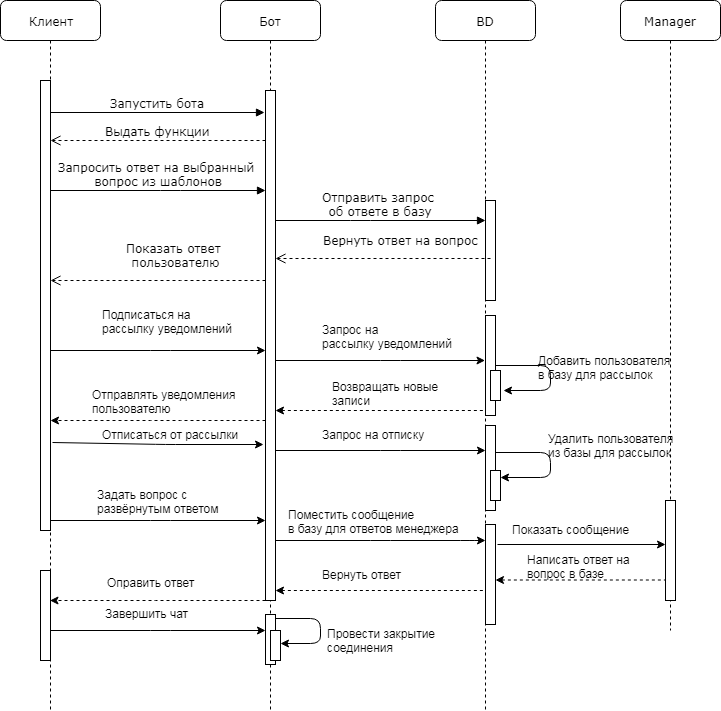 Клиент
Бот
BD
Manager
Запустить бота
Выдать функции
Запросить ответ на выбранный
вопрос из шаблонов
Отправить запрос
об ответе в базу
Вернуть ответ на вопрос
Показать ответ
пользователю
Подписаться на
рассылку уведомлений
Запрос на
рассылку уведомлений
Добавить пользователя
в базу для рассылок
Возвращать новые
записи
Отправлять уведомления
пользователю
Отписаться от рассылки
Запрос на отписку
Удалить пользователя
из базы для рассылок
Задать вопрос с
развёрнутым ответом
Поместить сообщение
в базу для ответов менеджера
Показать сообщение
Написать ответ на
вопрос в базе
Вернуть ответ
Оправить ответ
Завершить чат
Провести закрытие
соединения